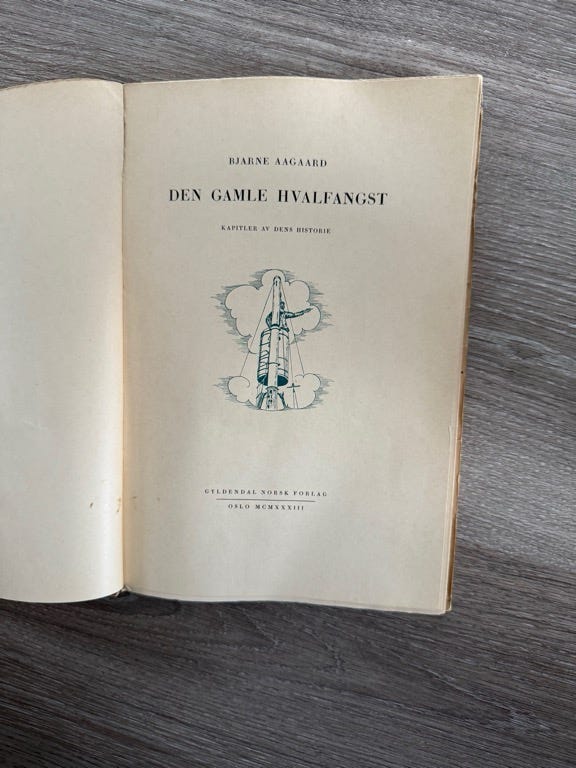 BJARNE AAGAARD
DEN GAMLE HVALFANGST
KAPITLER AV DENS HISTORIE
GYLDENDAL NORSK FORLAG
OSLO MCMXXXIII